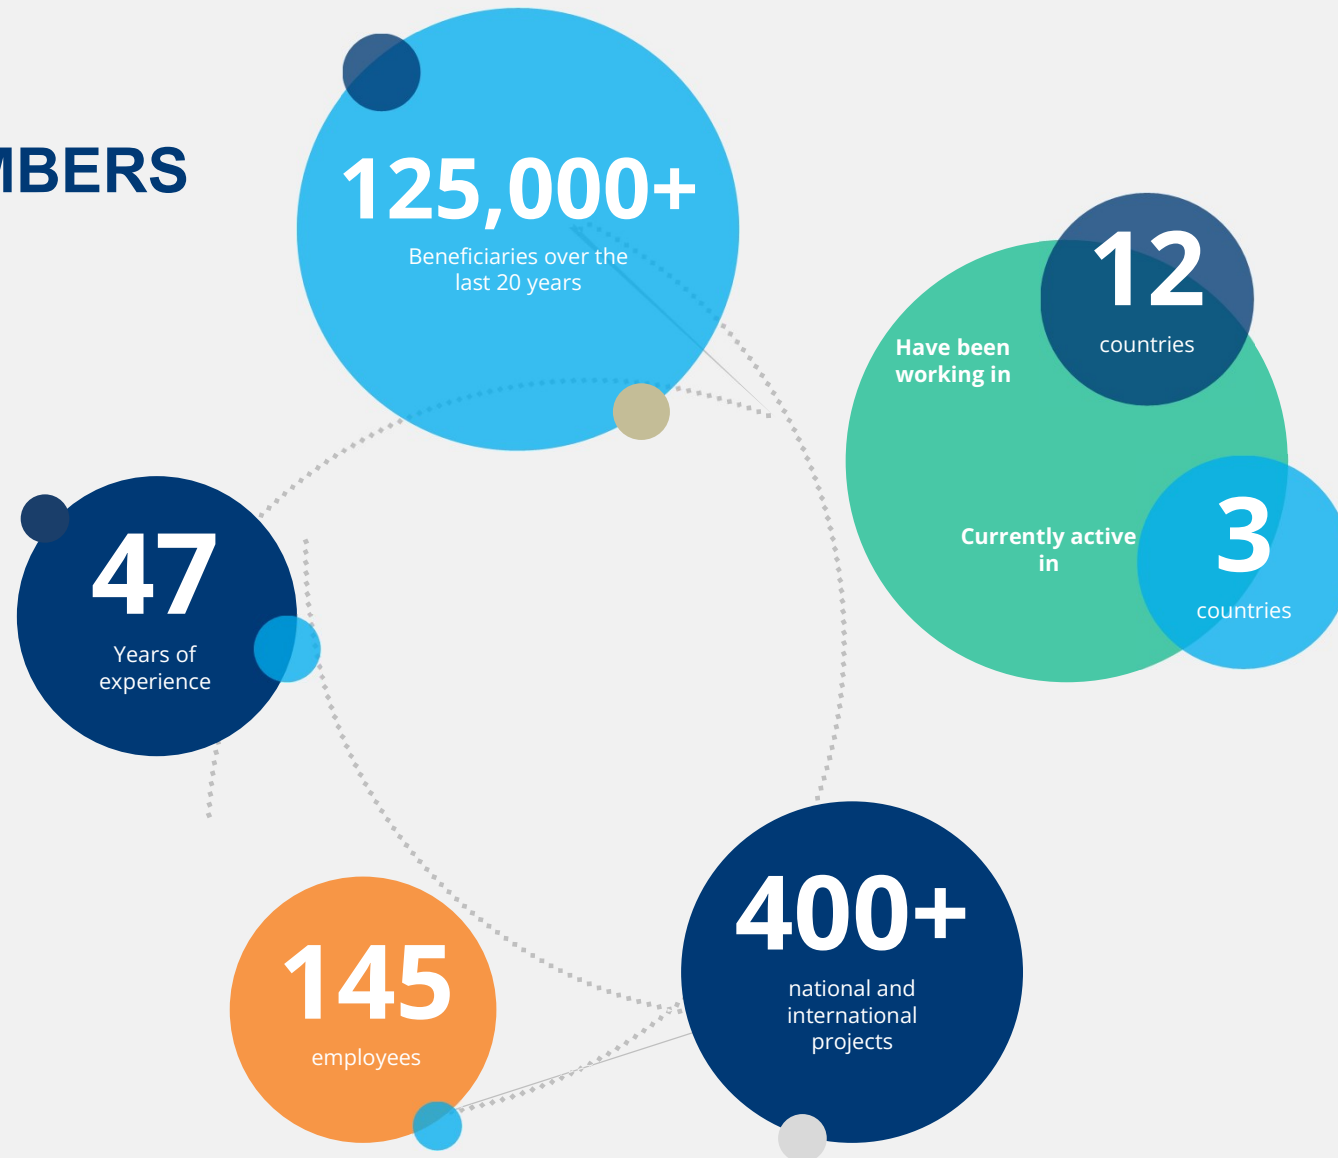 MBERS
125,000+
Beneficiaries over the
last 20 years
12
countries
Have been
working in
Currently active
in
3
countries
47
Years of
experience
400+
national and
international
projects
145
employees